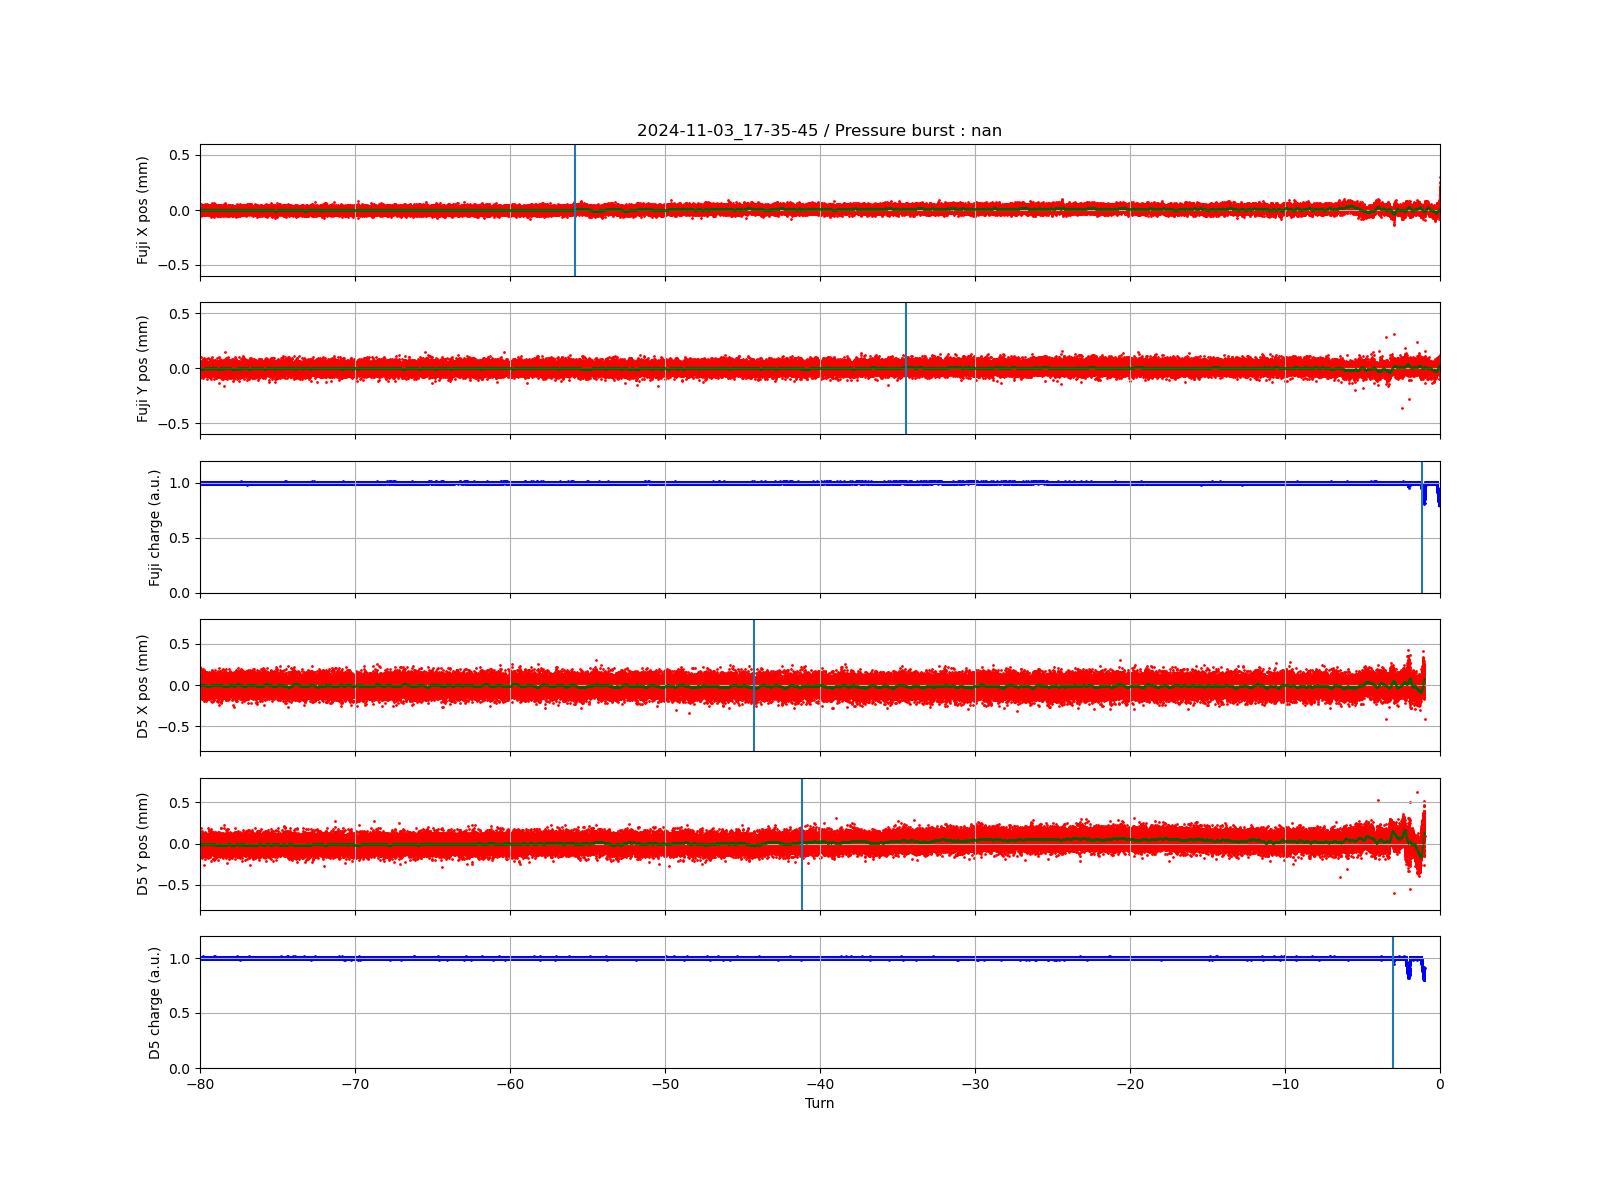 2024-11-03_17-35-45 / Pressure burst : nan
0.5
0.0
−0.5
Fuji X pos (mm)
0.5
0.0
−0.5
Fuji Y pos (mm)
1.0
0.5
0.0
Fuji charge (a.u.)
0.5
0.0
−0.5
D5 X pos (mm)
0.5
0.0
−0.5
D5 Y pos (mm)
1.0
0.5
0.0
D5 charge (a.u.)
−80 −70 −60 −50 −40 −30 −20 −10 0
Turn